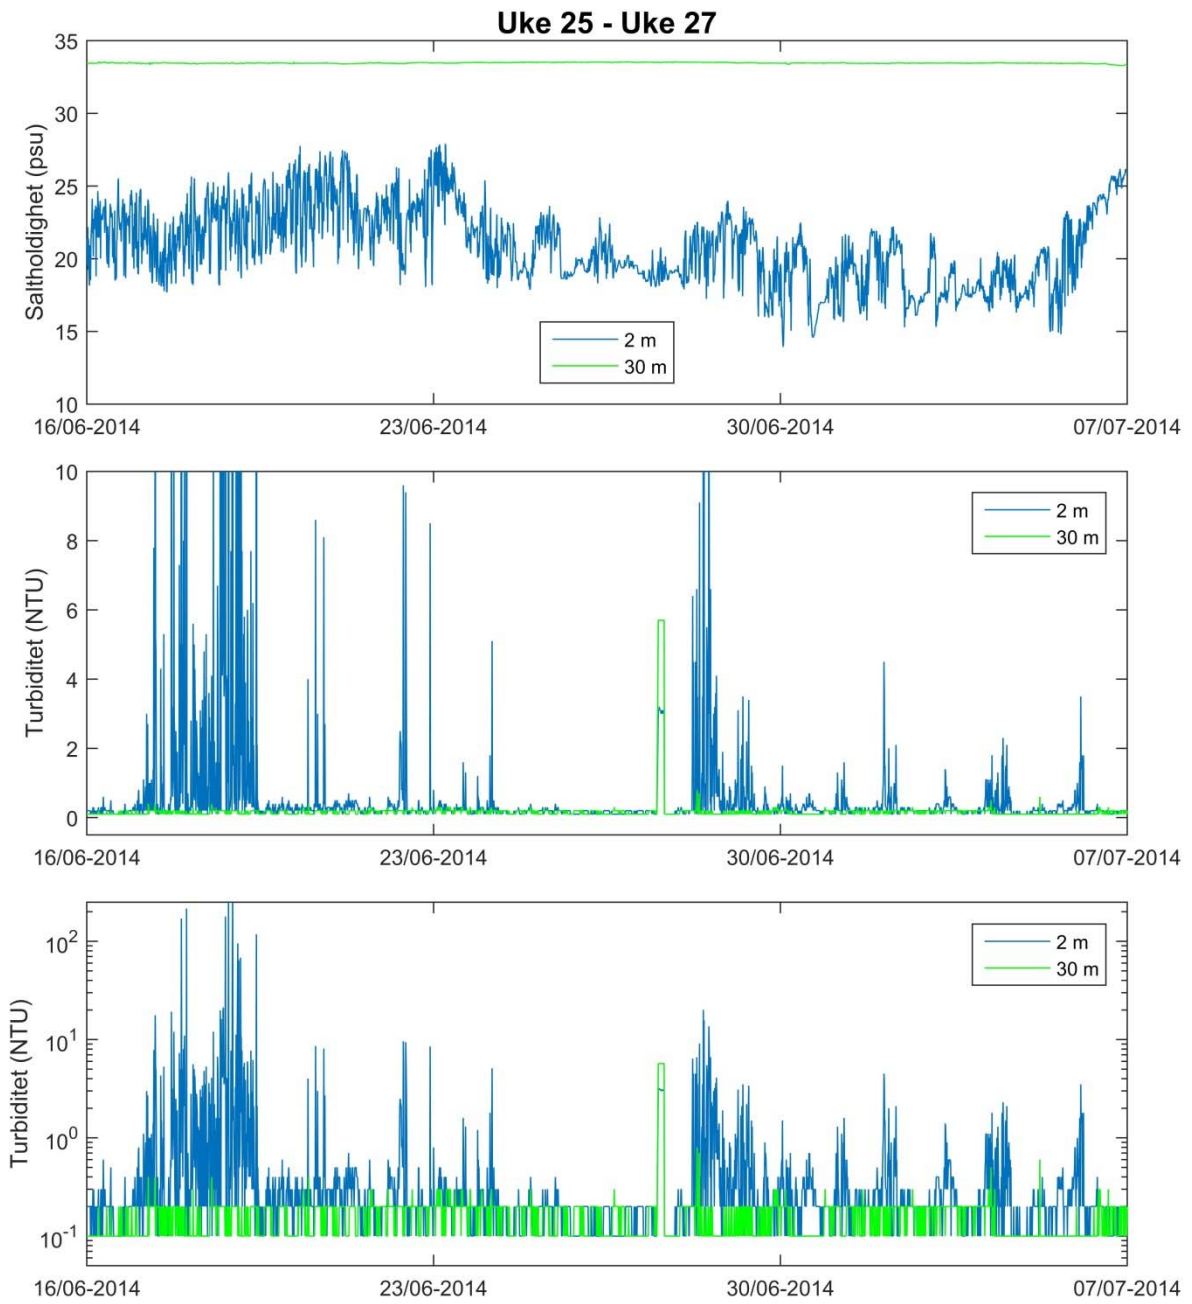 Uke 25 - Uke 27
35
30
25
20
15
10
Saltholdighet (psu)
2 m
30 m
16/06-2014 23/06-2014 30/06-2014 07/07-2014
10
8
6
4
2
0
Turbiditet (NTU)
2 m
30 m
16/06-2014 23/06-2014 30/06-2014 07/07-2014
10²
10¹
10⁰
10⁻¹
Turbiditet (NTU)
2 m
30 m
16/06-2014 23/06-2014 30/06-2014 07/07-2014